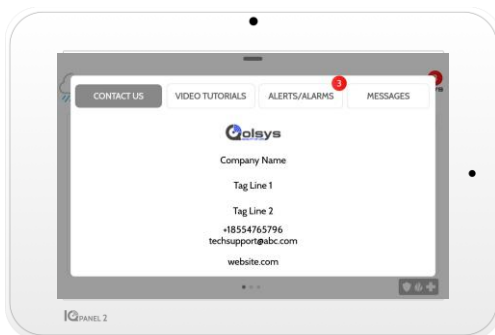 CONTACT US
VIDEO TUTORIALS
ALERTS/ALARMS
3
MESSAGES
Qolsys
Company Name
Tag Line 1
Tag Line 2
+18554765796
techsupport@abc.com
website.com
IQ PANEL 2